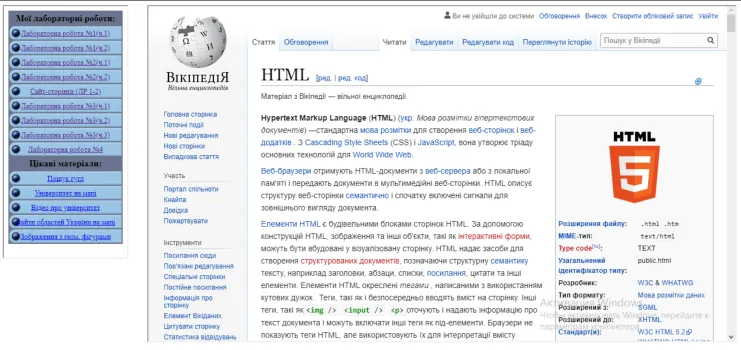 Мої лабораторні роботи:
Лабораторна робота №1(ч.1)
Лабораторна робота №1(ч.2)
Лабораторна робота №2(ч.1)
Лабораторна робота №2(ч.2)
Сайт-сторінка (ЛР 1-2)
Лабораторна робота №3(ч.1)
Лабораторна робота №3(ч.2)
Лабораторна робота №3(ч.3)
Лабораторна робота №4
Цікаві матеріали:
Пошук гугл
Університет на мапі
Відео про університет
айти областей України на мапі
Зображення з геом. фігурами
ВІКІПЕДІЯ
Вільна енциклопедія
Головна сторінка
Поточні події
Нові редагування
Нові сторінки
Випадкова стаття
Участь
Портал спільноти
Кнайпа
Довідка
Пожертвувати
Інструменти
Посилання сюди
Пов'язані редагування
Спеціальні сторінки
Постійне посилання
Інформація про
сторінку
Елемент Вікіданих
Цитувати сторінку
Статистика відвідувань
Ви не увійшли до системи Обговорення Внесок Створити обліковий запис Увійти
Стаття Обговорення Читати Редагувати Редагувати код Переглянути історію Пошук у Вікіпедії
HTML [ред. | ред. код]
Матеріал з Вікіпедії — вільної енциклопедії.
Hypertext Markup Language (HTML) (укр. Мова розмітки гіпертекстових
документів) —стандартна мова розмітки для створення веб-сторінок і веб-
додатків . З Cascading Style Sheets (CSS) і JavaScript, вона утворює тріаду
основних технологій для World Wide Web.
Веб-браузери отримують HTML-документи з веб-сервера або з локальної
пам'яті і передають документи в мультимедійні веб-сторінки. HTML описує
структуру веб-сторінки семантично і спочатку включені сигнали для
зовнішнього вигляду документа.
Елементи HTML є будівельними блоками сторінок HTML. За допомогою
конструкцій HTML, зображення та інші об'єкти, такі як інтерактивні форми,
можуть бути вбудовані у візуалізовану сторінку. HTML надає засоби для
створення структурованих документів, позначаючи структурну семантику
тексту, наприклад заголовки, абзаци, списки, посилання, цитати та інші
елементи. Елементи HTML окреслені тегами , написаними з використанням
кутових дужок . Теги, такі як і безпосередньо вводять вміст на сторінку. Інші
теги, такі як <img /> <input /> <p> оточують і надають інформацію про
текст документа і можуть включати інші теги як під-елементи. Браузери не
показують теги HTML, але використовують їх для інтерпретації вмісту
HTML
5
Розширення файлу: .html .htm
MIME-тип: text/html
Type code[d]: TEXT
Узагальнений public.html
ідентифікатор типу:
Розробник: W3C & WHATWG
Тип формату: Мова розмітки даних
Розширений з: SGML
Розширений до: XHTML
Стандарт(и): W3C HTML 5.2
WHATWG HTML Living
Активация Windows
Чтобы активировать Windows, перейдите к
параметрам компьютера